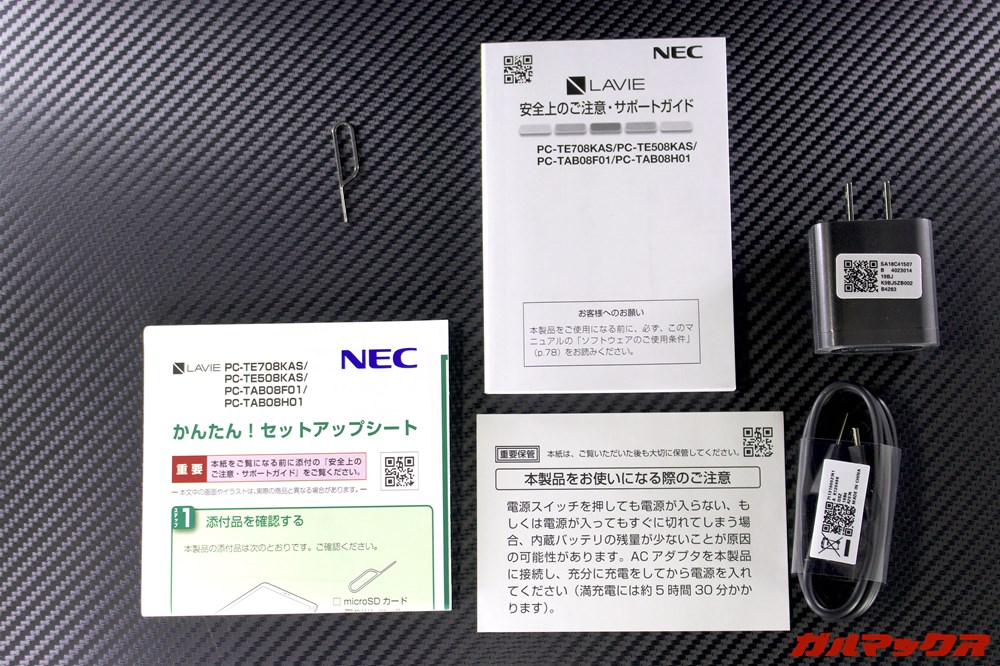 NEC
LAVIE
安全上のご注意・サポートガイド
PC-TE708KAS/PC-TE508KAS/
PC-TAB08F01/PC-TAB08H01
お客様へのお願い
本製品をご使用になる前に、必ず、このマ
ニュアルの「ソフトウェアのご使用条件」
(p.78)をお読みください。
SA18C41507
B 4023014
19BJ
K9BJ5ZB002
B4283
LAVIE PC-TE708KAS/
PC-TE508KAS/
PC-TAB08F01/
PC-TAB08H01
NEC
かんたん！セットアップシート
重要
本紙をご覧になる前に添付の『安全上の
ご注意・サポートガイド』をご覧ください。
本文中の画面やイラストは、実際の商品と異なる場合があります。
ステップ
1 添付品を確認する
本製品の添付品は次のとおりです。ご確認ください。
□ microSD カード
重要保管 本紙は、ご覧いただいた後も大切に保管してください。
本製品をお使いになる際のご注意
電源スイッチを押しても電源が入らない、も
しくは電源が入ってもすぐに切れてしまう場
合、内蔵バッテリの残量が少ないことが原因
の可能性があります。AC アダプタを本製品
に接続し、充分に充電をしてから電源を入れ
てください（満充電には約 5 時間 30 分かか
ります）。
MADE IN CHINA
ガルマックス